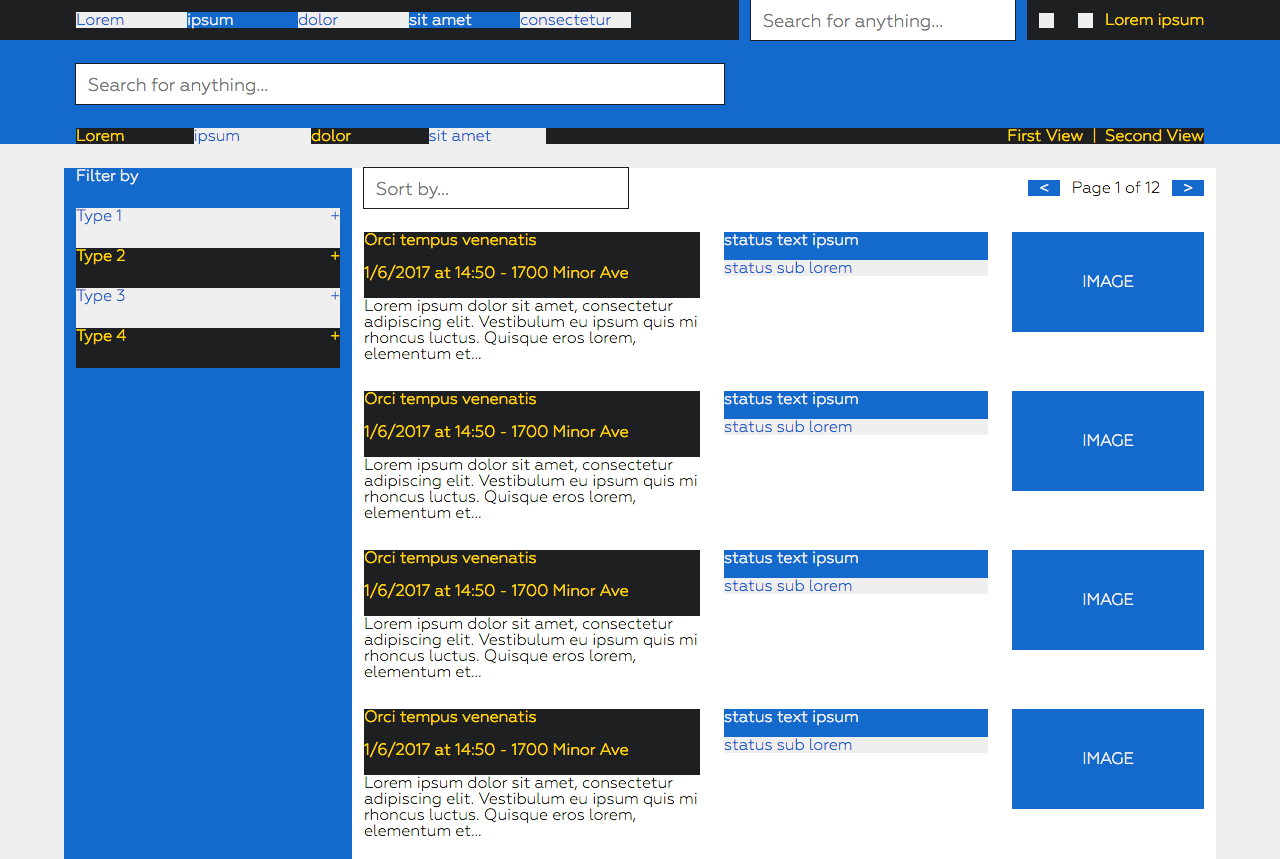 Lorem ipsum dolor sit amet consectetur Search for anything... Lorem ipsum
Search for anything...
Lorem ipsum dolor sit amet First View | Second View
Filter by
Type 1 +
Type 2 +
Type 3 +
Type 4 +
Sort by... < Page 1 of 12 >
Orci tempus venenatis
1/6/2017 at 14:50 - 1700 Minor Ave
Lorem ipsum dolor sit amet, consectetur
adipiscing elit. Vestibulum eu ipsum quis mi
rhoncus luctus. Quisque eros lorem,
elementum et...
status text ipsum
status sub lorem
IMAGE
Orci tempus venenatis
1/6/2017 at 14:50 - 1700 Minor Ave
Lorem ipsum dolor sit amet, consectetur
adipiscing elit. Vestibulum eu ipsum quis mi
rhoncus luctus. Quisque eros lorem,
elementum et...
status text ipsum
status sub lorem
IMAGE
Orci tempus venenatis
1/6/2017 at 14:50 - 1700 Minor Ave
Lorem ipsum dolor sit amet, consectetur
adipiscing elit. Vestibulum eu ipsum quis mi
rhoncus luctus. Quisque eros lorem,
elementum et...
status text ipsum
status sub lorem
IMAGE
Orci tempus venenatis
1/6/2017 at 14:50 - 1700 Minor Ave
Lorem ipsum dolor sit amet, consectetur
adipiscing elit. Vestibulum eu ipsum quis mi
rhoncus luctus. Quisque eros lorem,
elementum et...
status text ipsum
status sub lorem
IMAGE